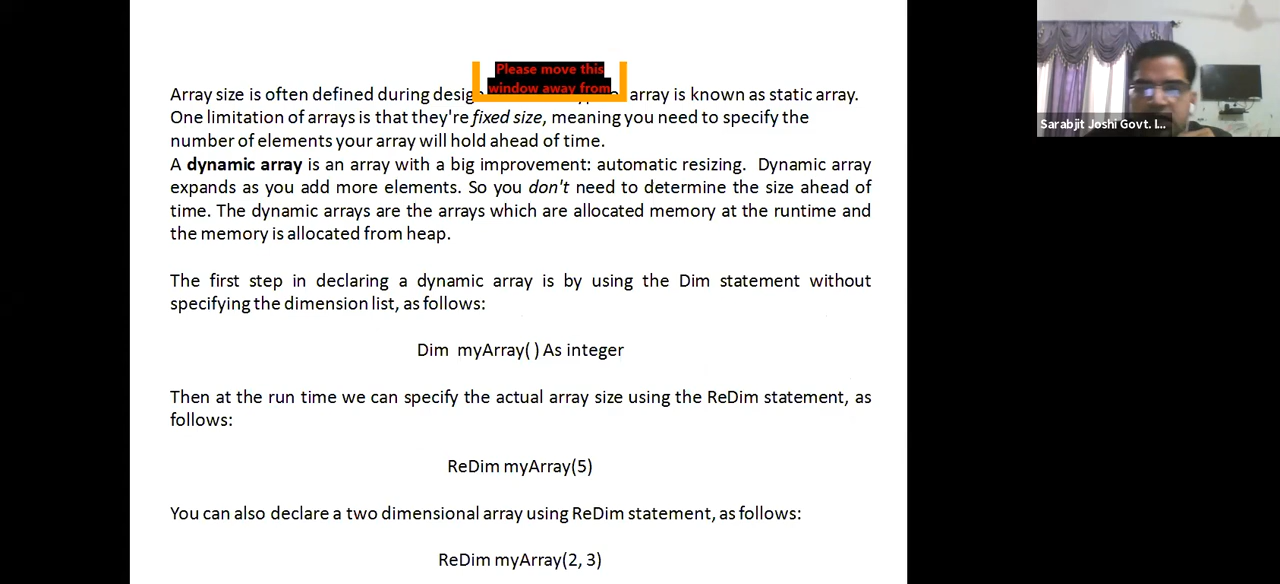 Please move this
window away from
Array size is often defined during desig array is known as static array.
One limitation of arrays is that they're fixed size, meaning you need to specify the
number of elements your array will hold ahead of time.
A dynamic array is an array with a big improvement: automatic resizing. Dynamic array
expands as you add more elements. So you don't need to determine the size ahead of
time. The dynamic arrays are the arrays which are allocated memory at the runtime and
the memory is allocated from heap.
The first step in declaring a dynamic array is by using the Dim statement without
specifying the dimension list, as follows:
Dim myArray( ) As integer
Then at the run time we can specify the actual array size using the ReDim statement, as
follows:
ReDim myArray(5)
You can also declare a two dimensional array using ReDim statement, as follows:
ReDim myArray(2, 3)
Sarabjit Joshi Govt. I...